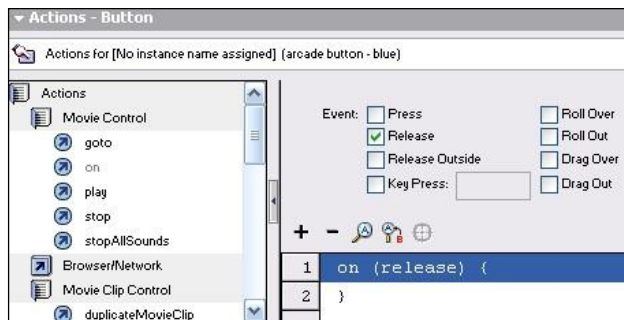 Actions - Button
Actions for [No instance name assigned] (arcade button - blue)
Actions
Movie Control
goto
on
play
stop
stopAllSounds
Browser/Network
Movie Clip Control
duplicateMovieClip
Event: Press Roll Over
Release Roll Out
Release Outside Drag Over
Key Press: Drag Out
1 on (release) {
2 }